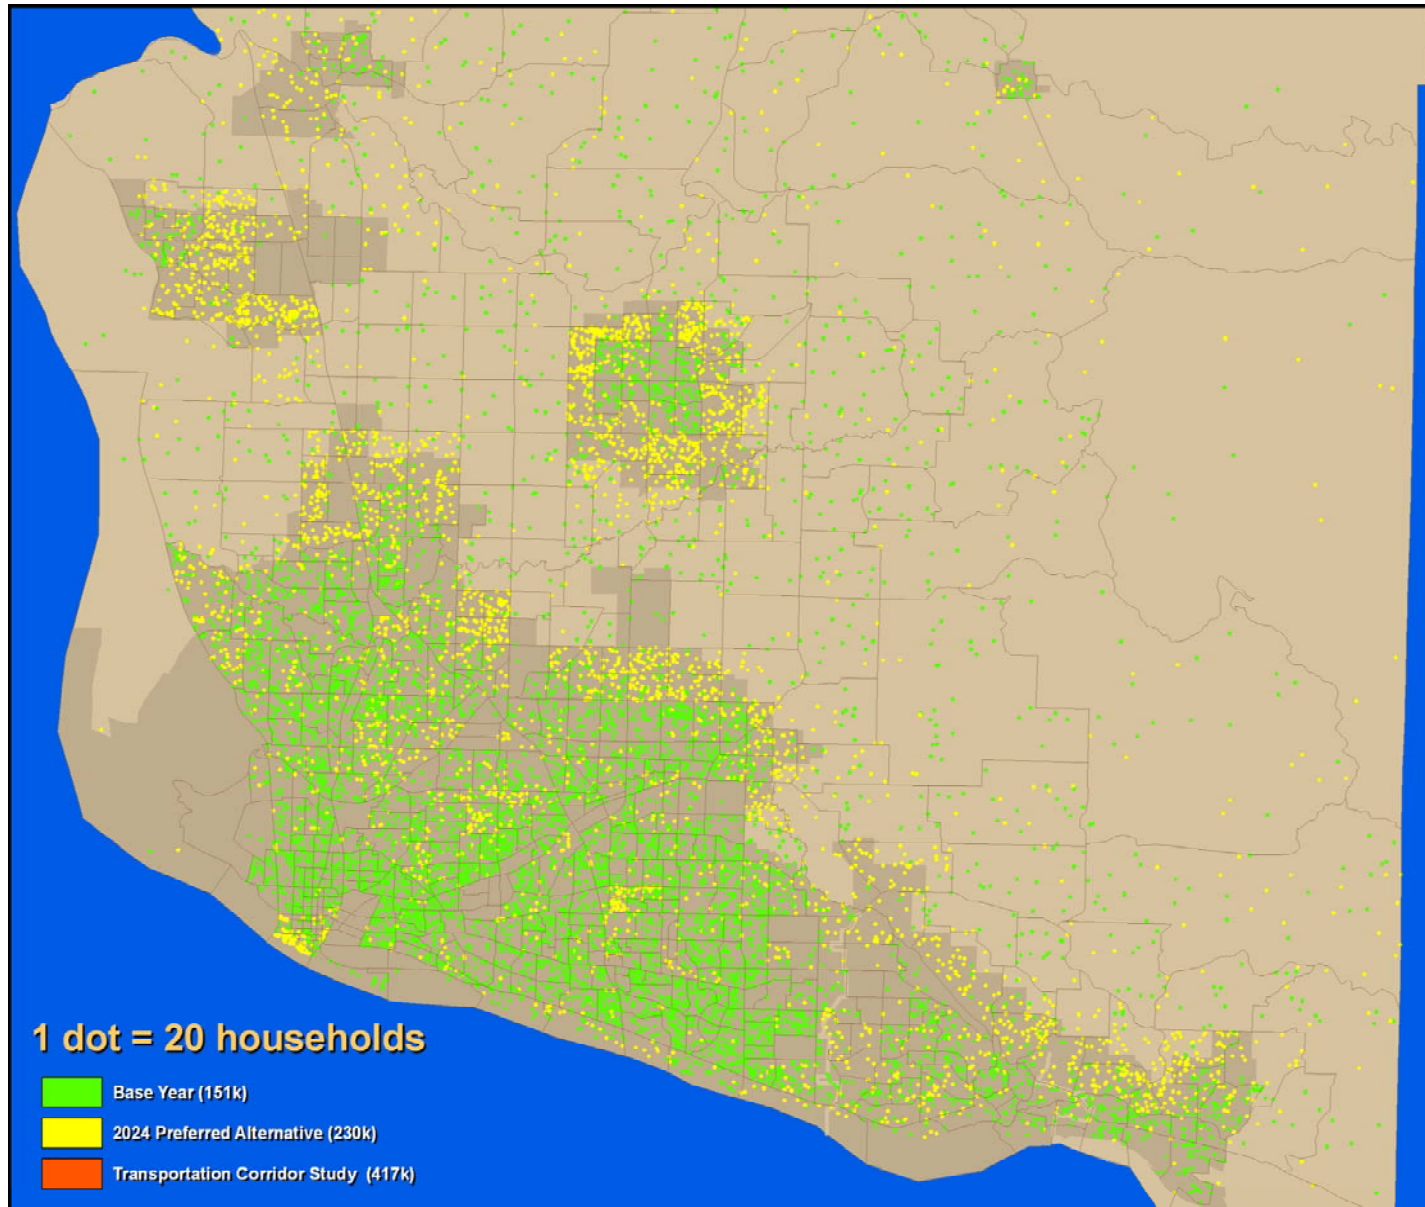 1 dot = 20 households
Base Year (151k)
2024 Preferred Alternative (230k)
Transportation Corridor Study (417k)